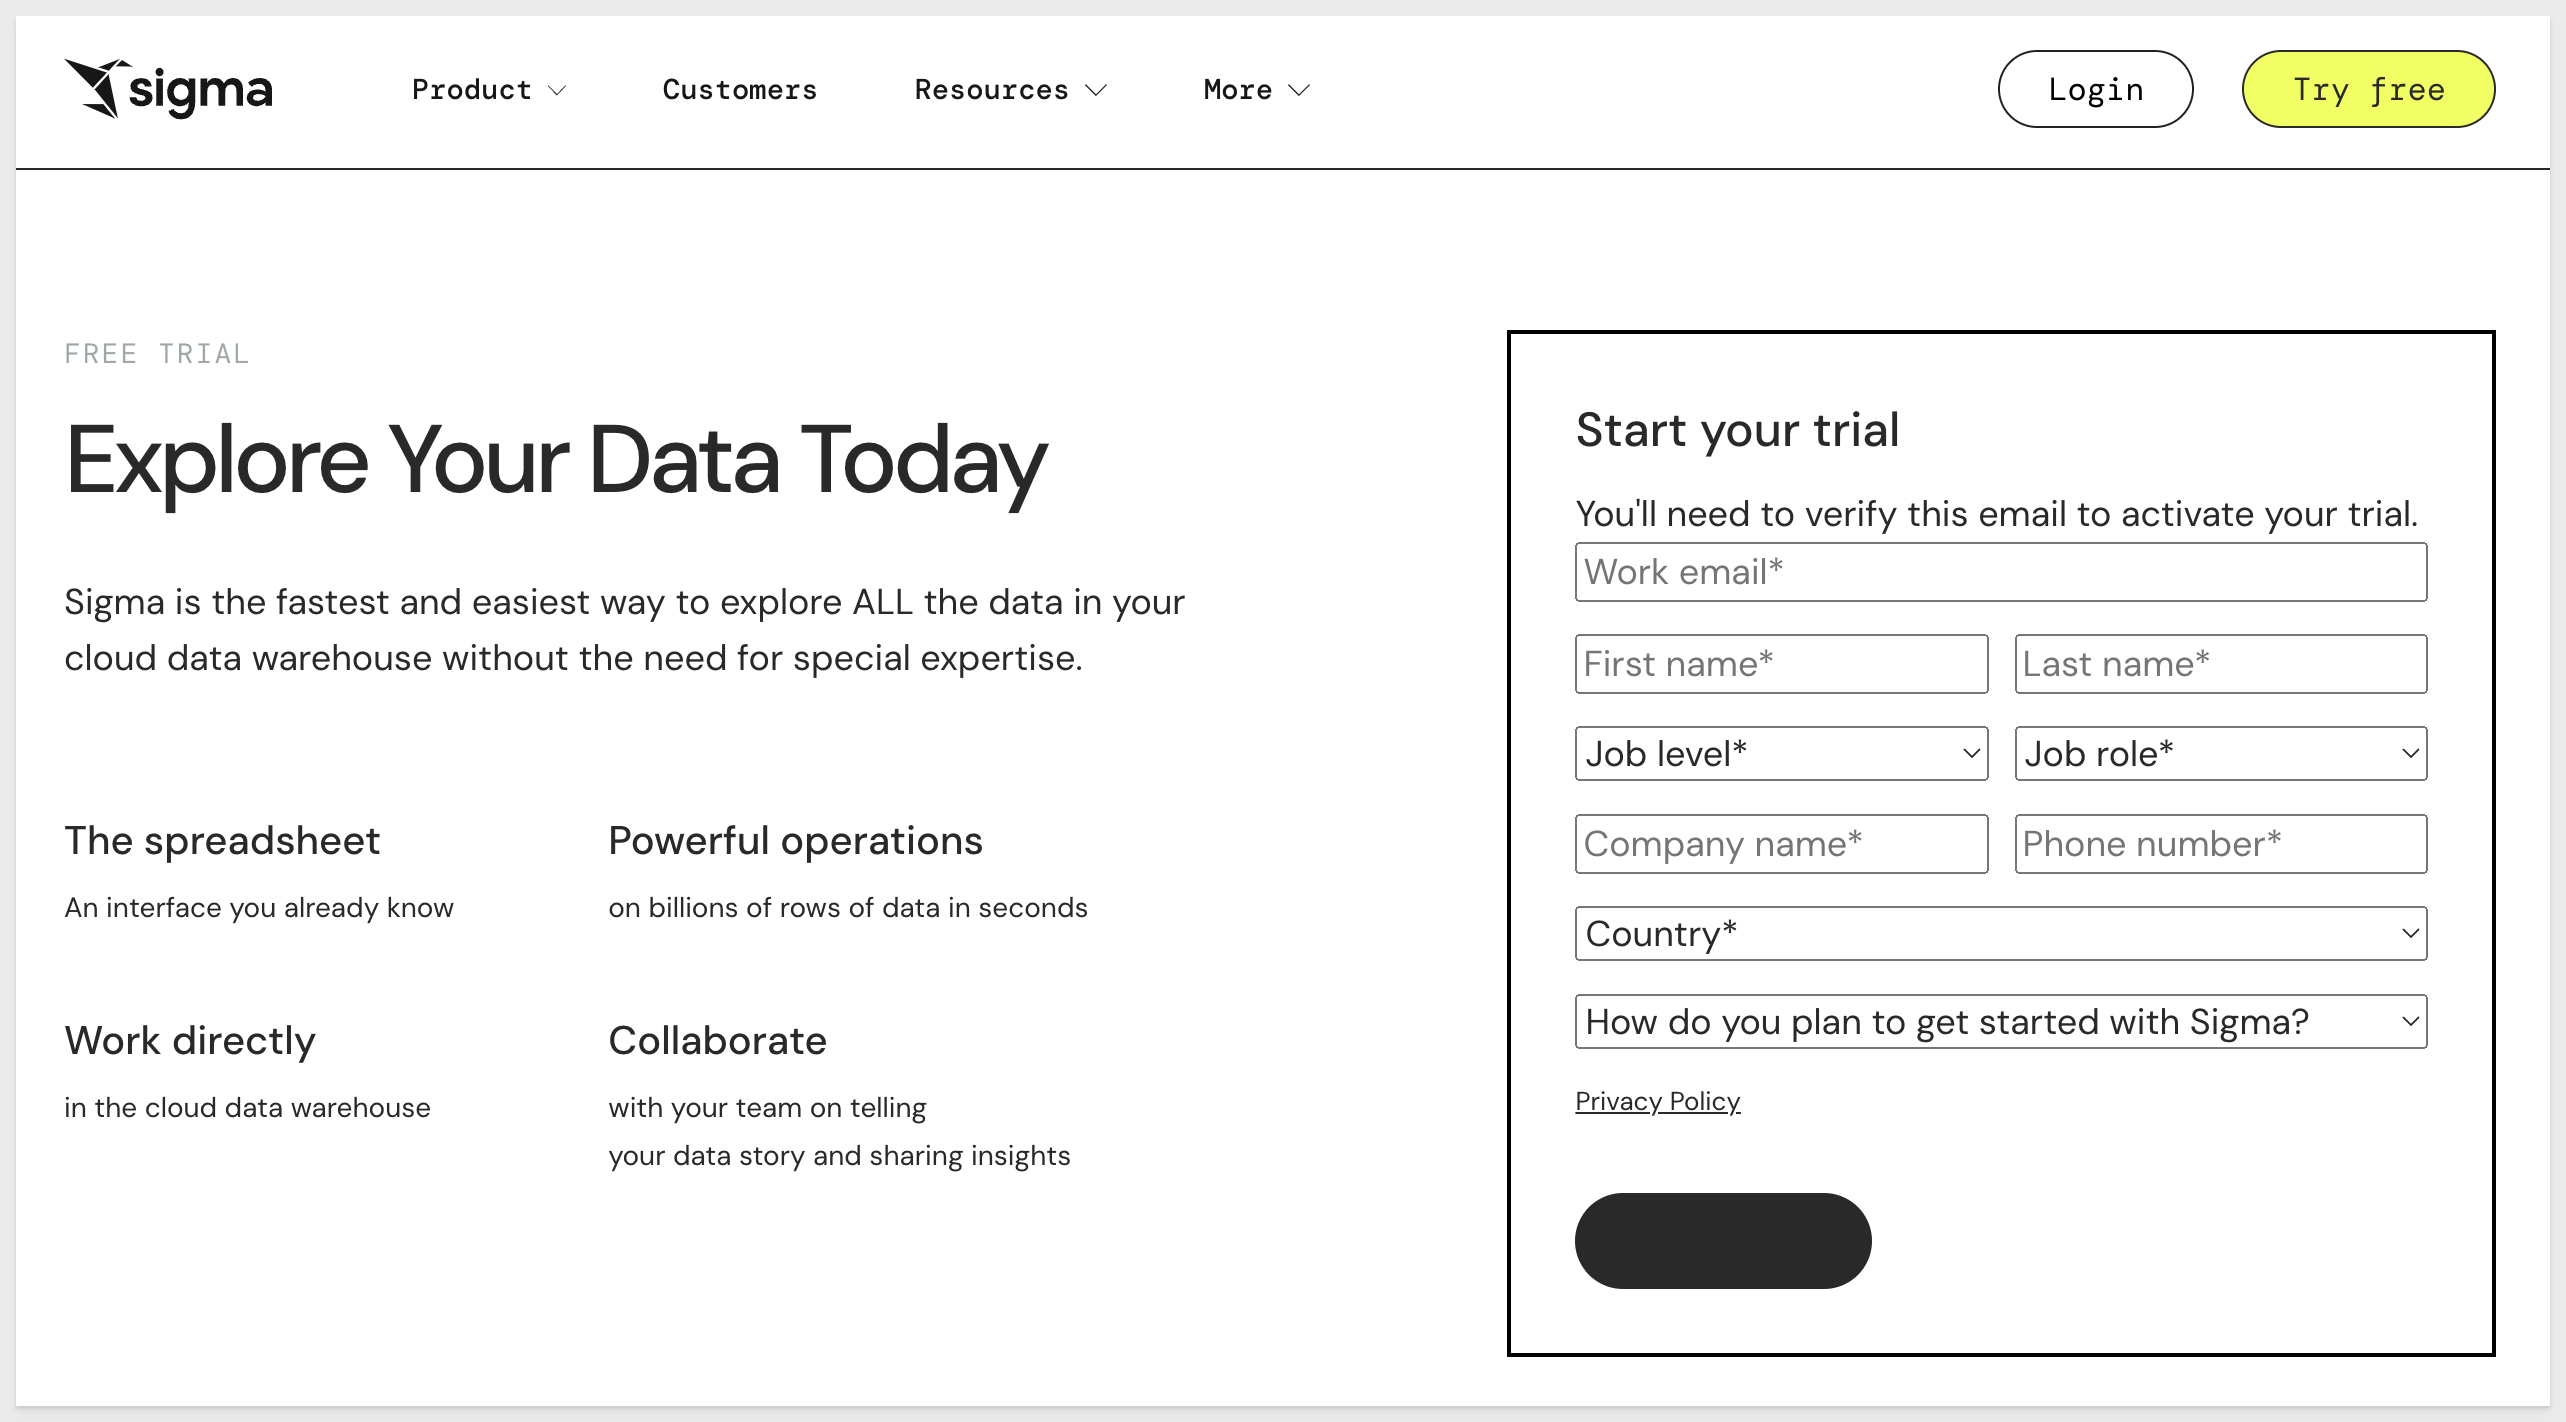 sigma
Product
Customers
Resources
More
Login
Try free
FREE TRIAL
Explore Your Data Today
Sigma is the fastest and easiest way to explore ALL the data in your
cloud data warehouse without the need for special expertise.
The spreadsheet
An interface you already know
Powerful operations
on billions of rows of data in seconds
Work directly
in the cloud data warehouse
Collaborate
with your team on telling
your data story and sharing insights
Start your trial
You'll need to verify this email to activate your trial.
Work email*
First name*
Last name*
Job level*
Job role*
Company name*
Phone number*
Country*
How do you plan to get started with Sigma?
Privacy Policy